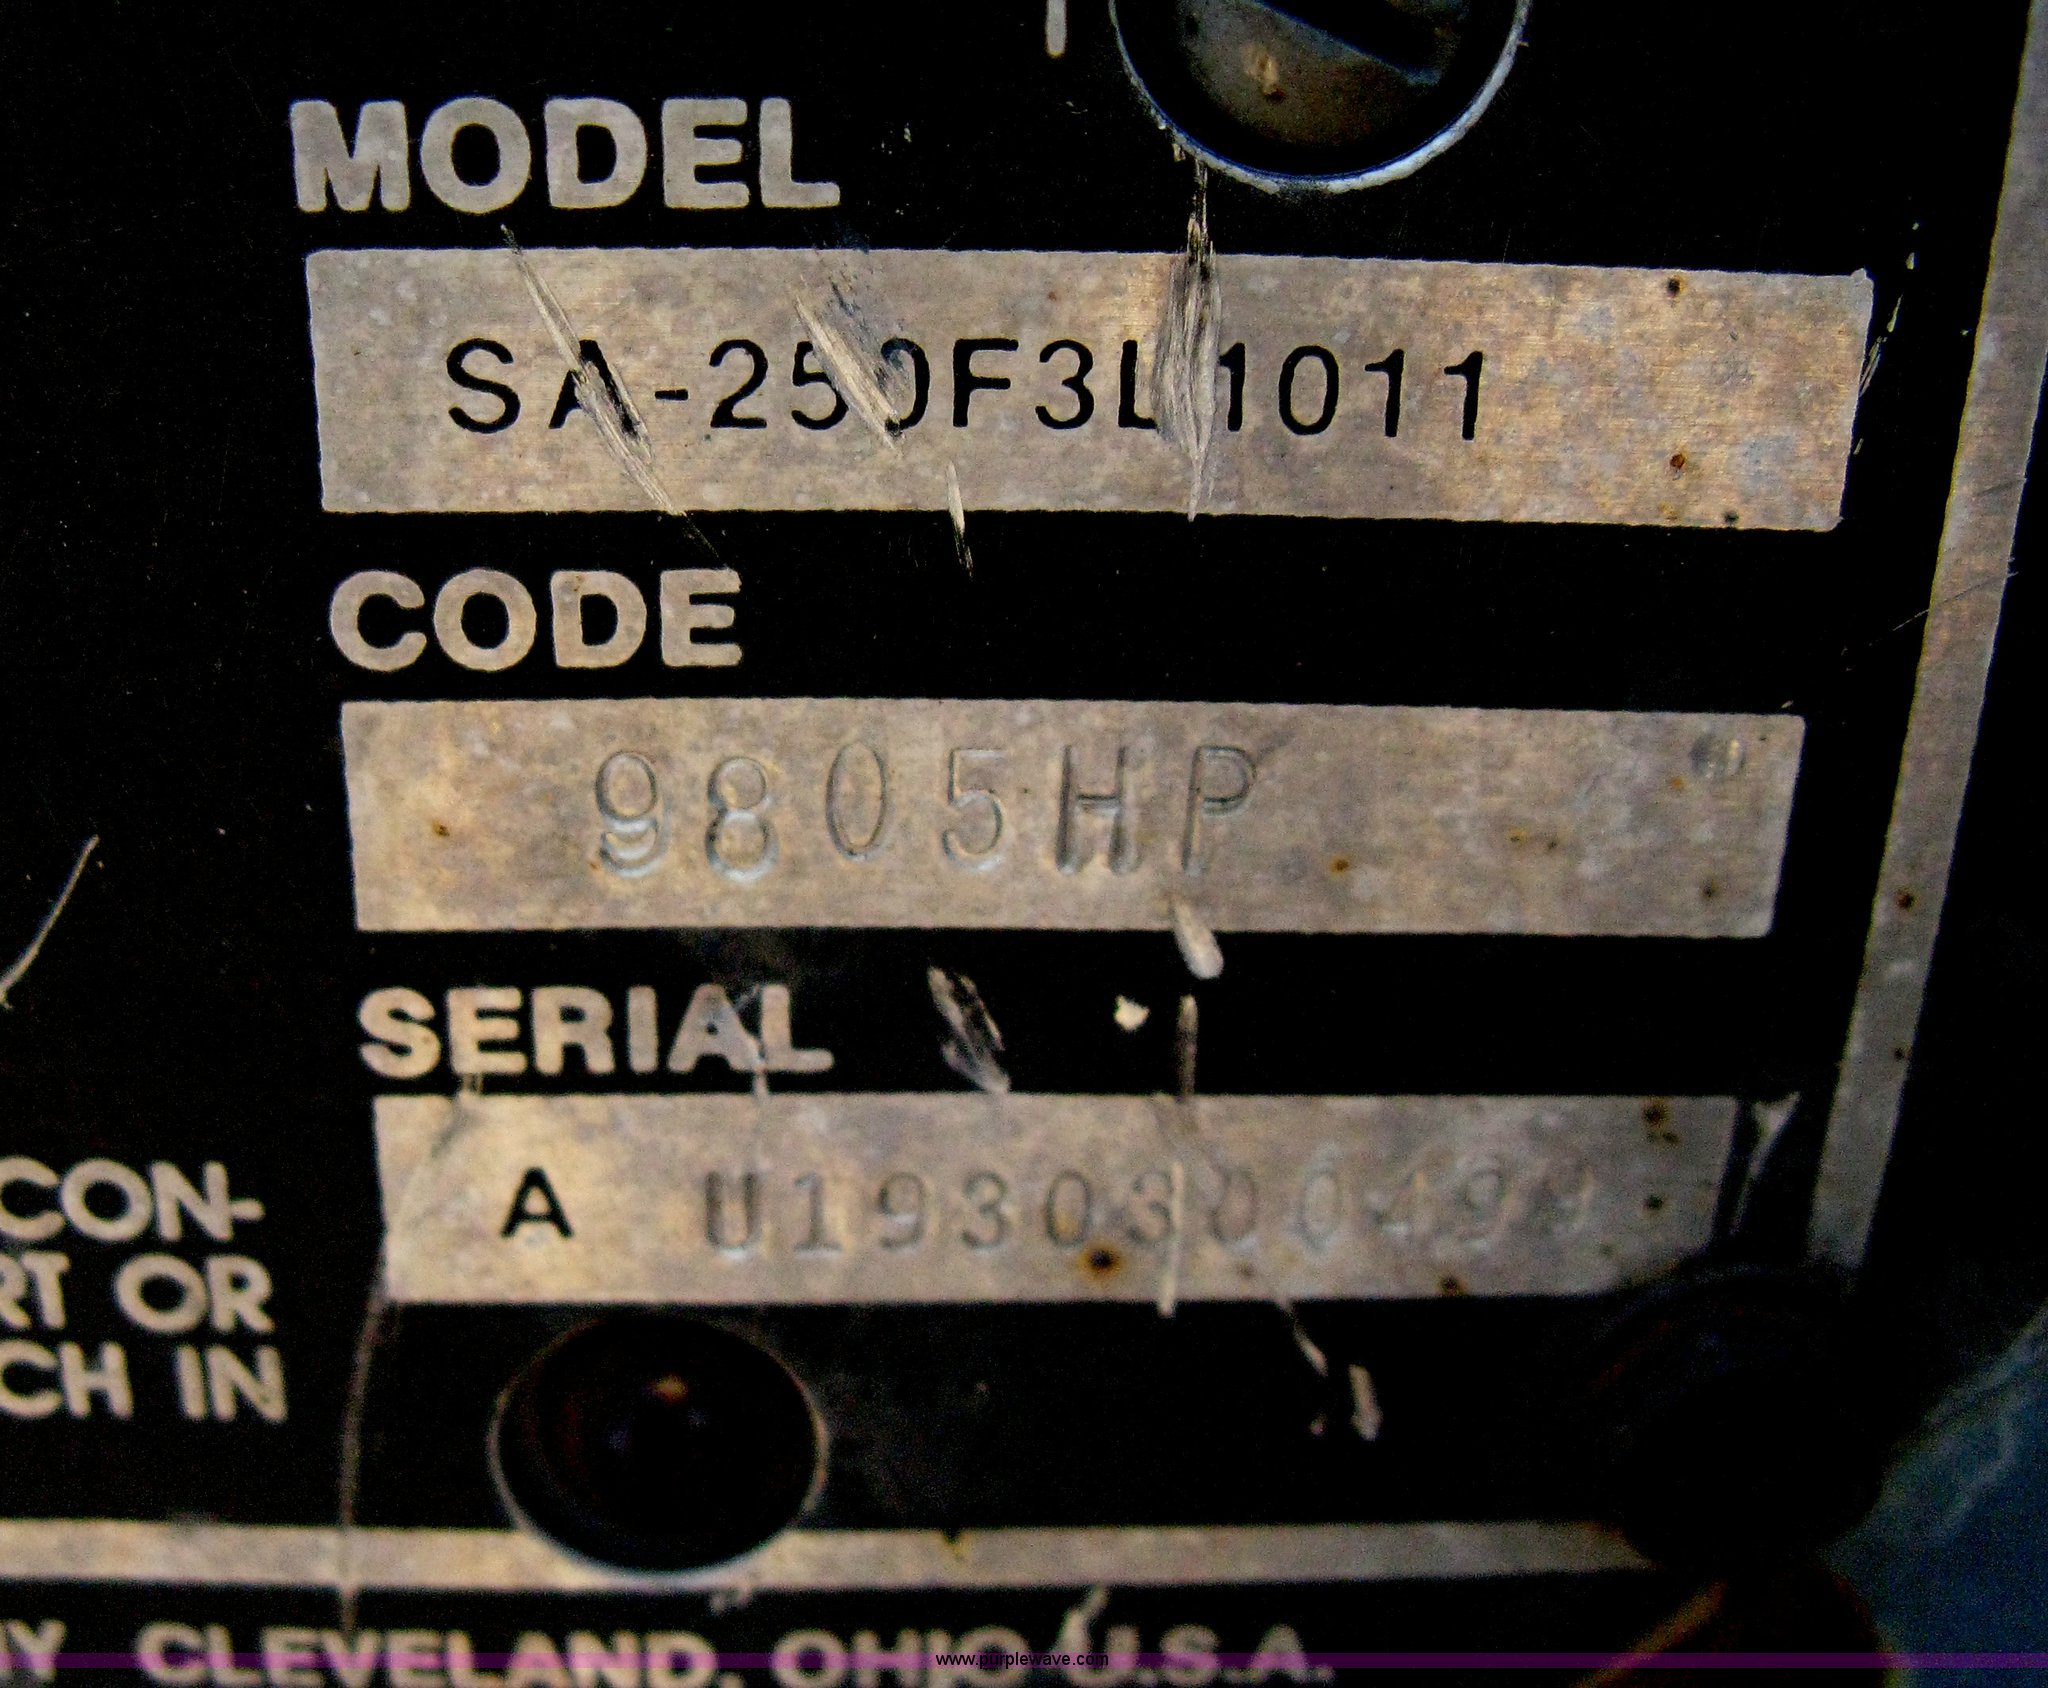 MODEL
SA-250F3L1011
CODE
9805HP
SERIAL
A U1930300499
CON-
RT OR
CH IN
CLEVELAND, OHIO U.S.A.
www.purplewave.com